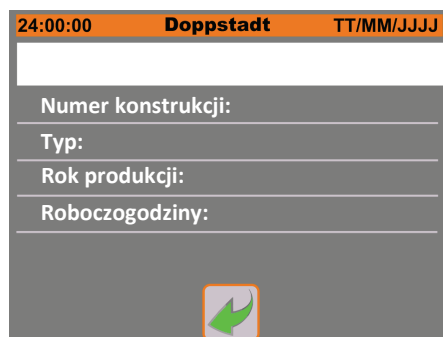 24:00:00 Doppstadt TT/MM/JJJJ
Numer konstrukcji:
Typ:
Rok produkcji:
Roboczogodziny: